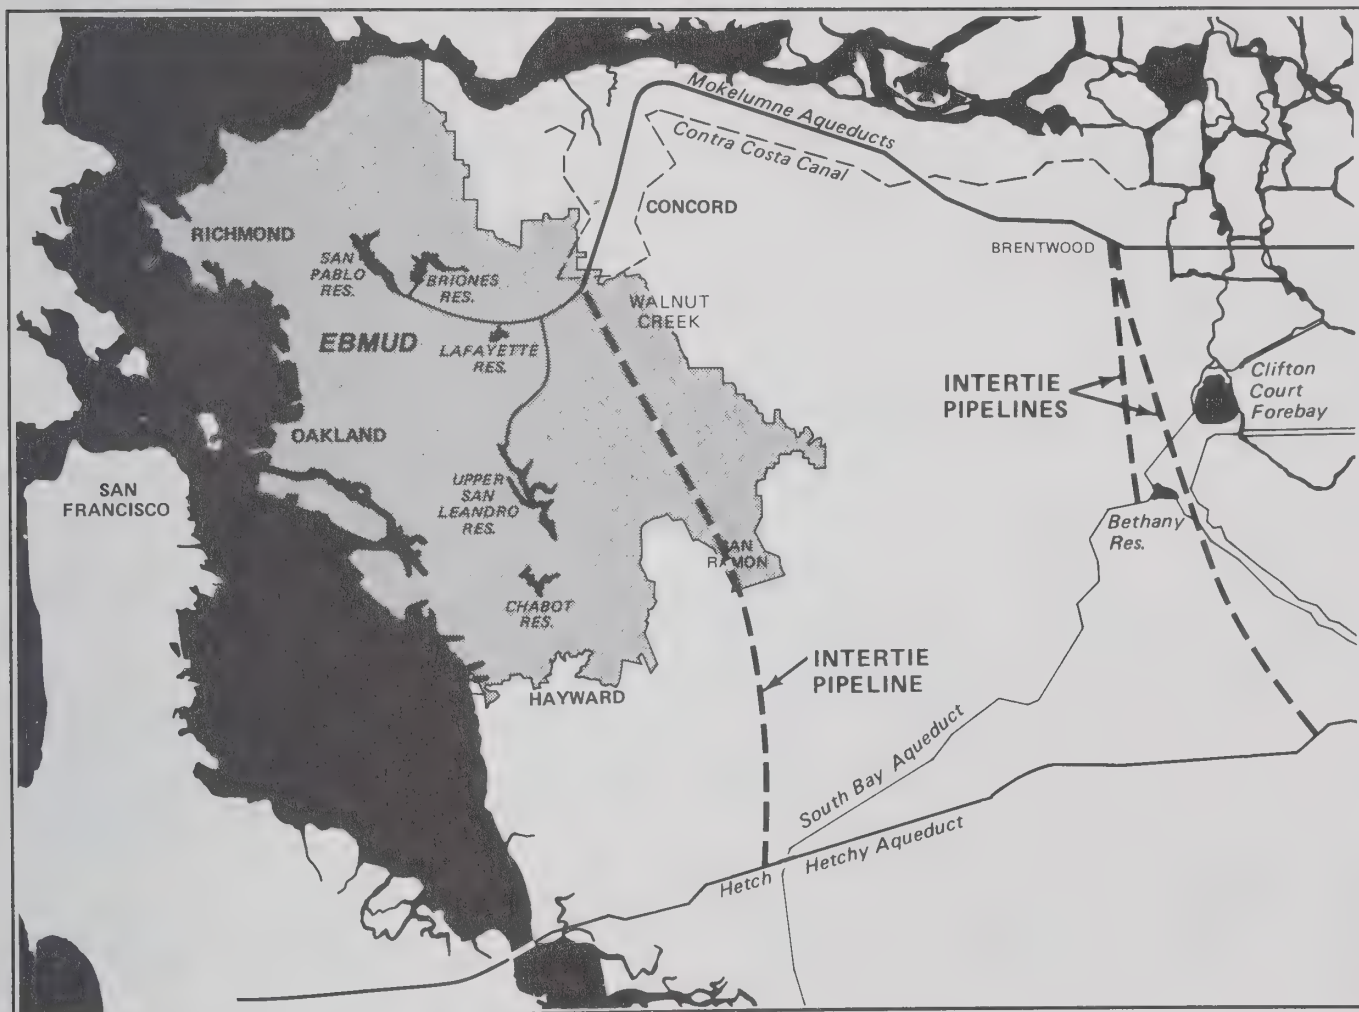 Mokelumne Aqueducts
Contra Costa Canal
CONCORD
RICHMOND
SAN
PABLO
RES.
BRIONES
RES.
BRENTWOOD
WALNUT
CREEK
EBMUD
LAFAYETTE
RES.
INTERTIE
PIPELINES
Clifton
Court
Forebay
OAKLAND
SAN
FRANCISCO
UPPER
SAN
LEANDRO
RES.
Bethany
Res.
SAN
RAMON
CHABOT
RES.
INTERTIE
PIPELINE
HAYWARD
South Bay Aqueduct
Hetch Hetchy Aqueduct